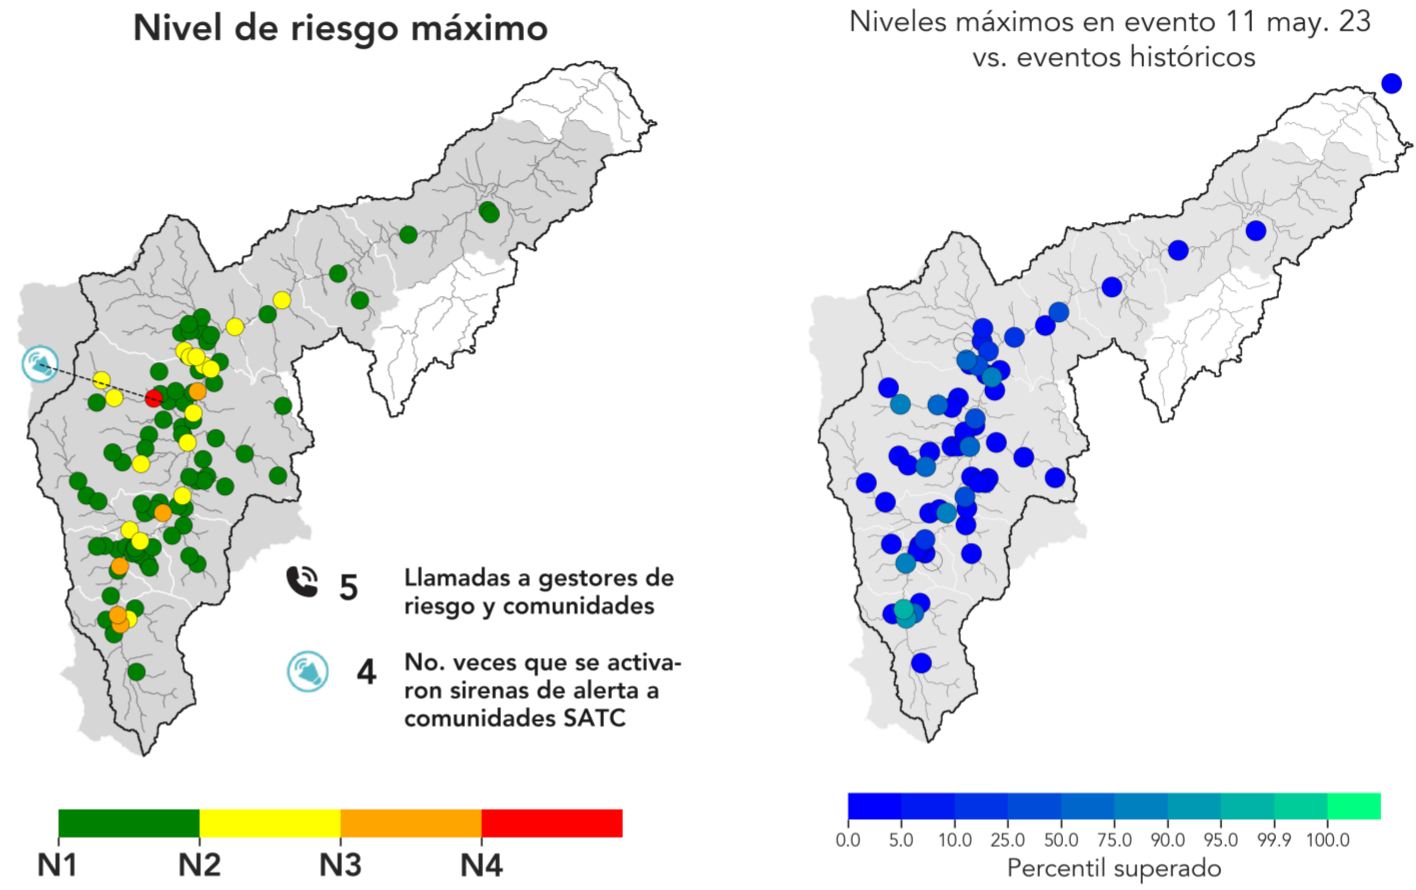 Nivel de riesgo máximo
5
Llamadas a gestores de
riesgo y comunidades
4
No. veces que se activa-
ron sirenas de alerta a
comunidades SATC
N1
N2
N3
N4
Niveles máximos en evento 11 may. 23
vs. eventos históricos
0.0
5.0
10.0
25.0
50.0
75.0
90.0
95.0
99.9
100.0
Percentil superado